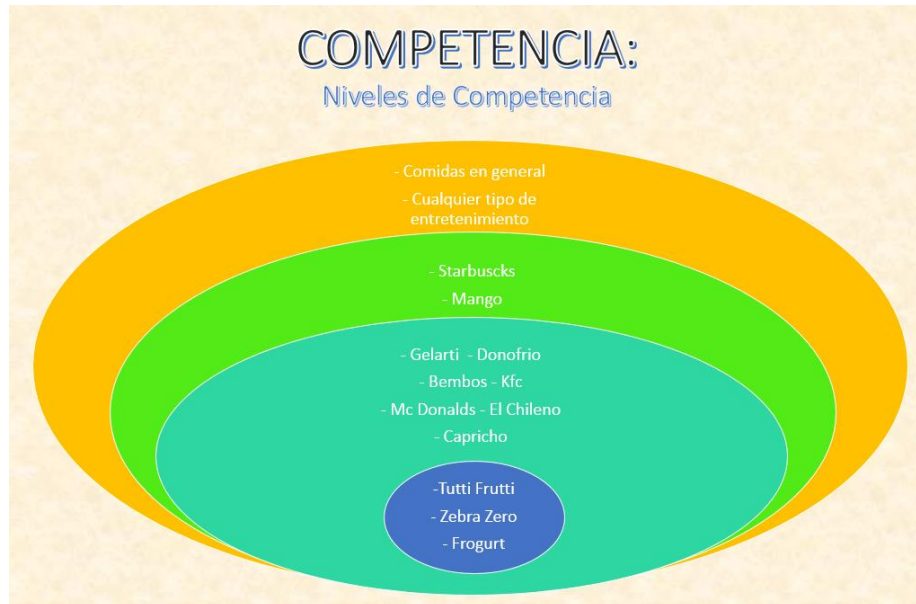 COMPETENCIA:
Niveles de Competencia
- Comidas en general
- Cualquier tipo de
entretenimiento
- Starbuscks
- Mango
- Gelarti - Donofrio
- Bembos - Kfc
- Mc Donalds - El Chileno
- Capricho
-Tutti Frutti
- Zebra Zero
- Frogurt